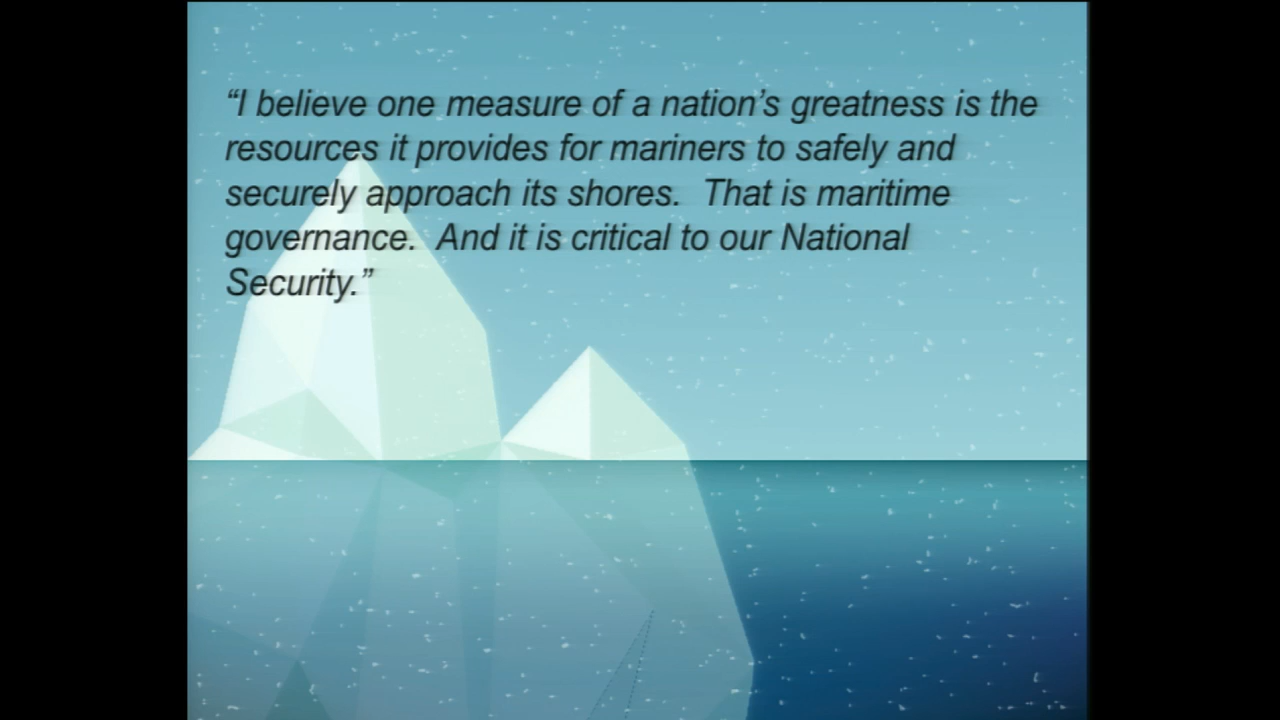 “I believe one measure of a nation’s greatness is the
resources it provides for mariners to safely and
securely approach its shores.  That is maritime
governance.  And it is critical to our National
Security.”